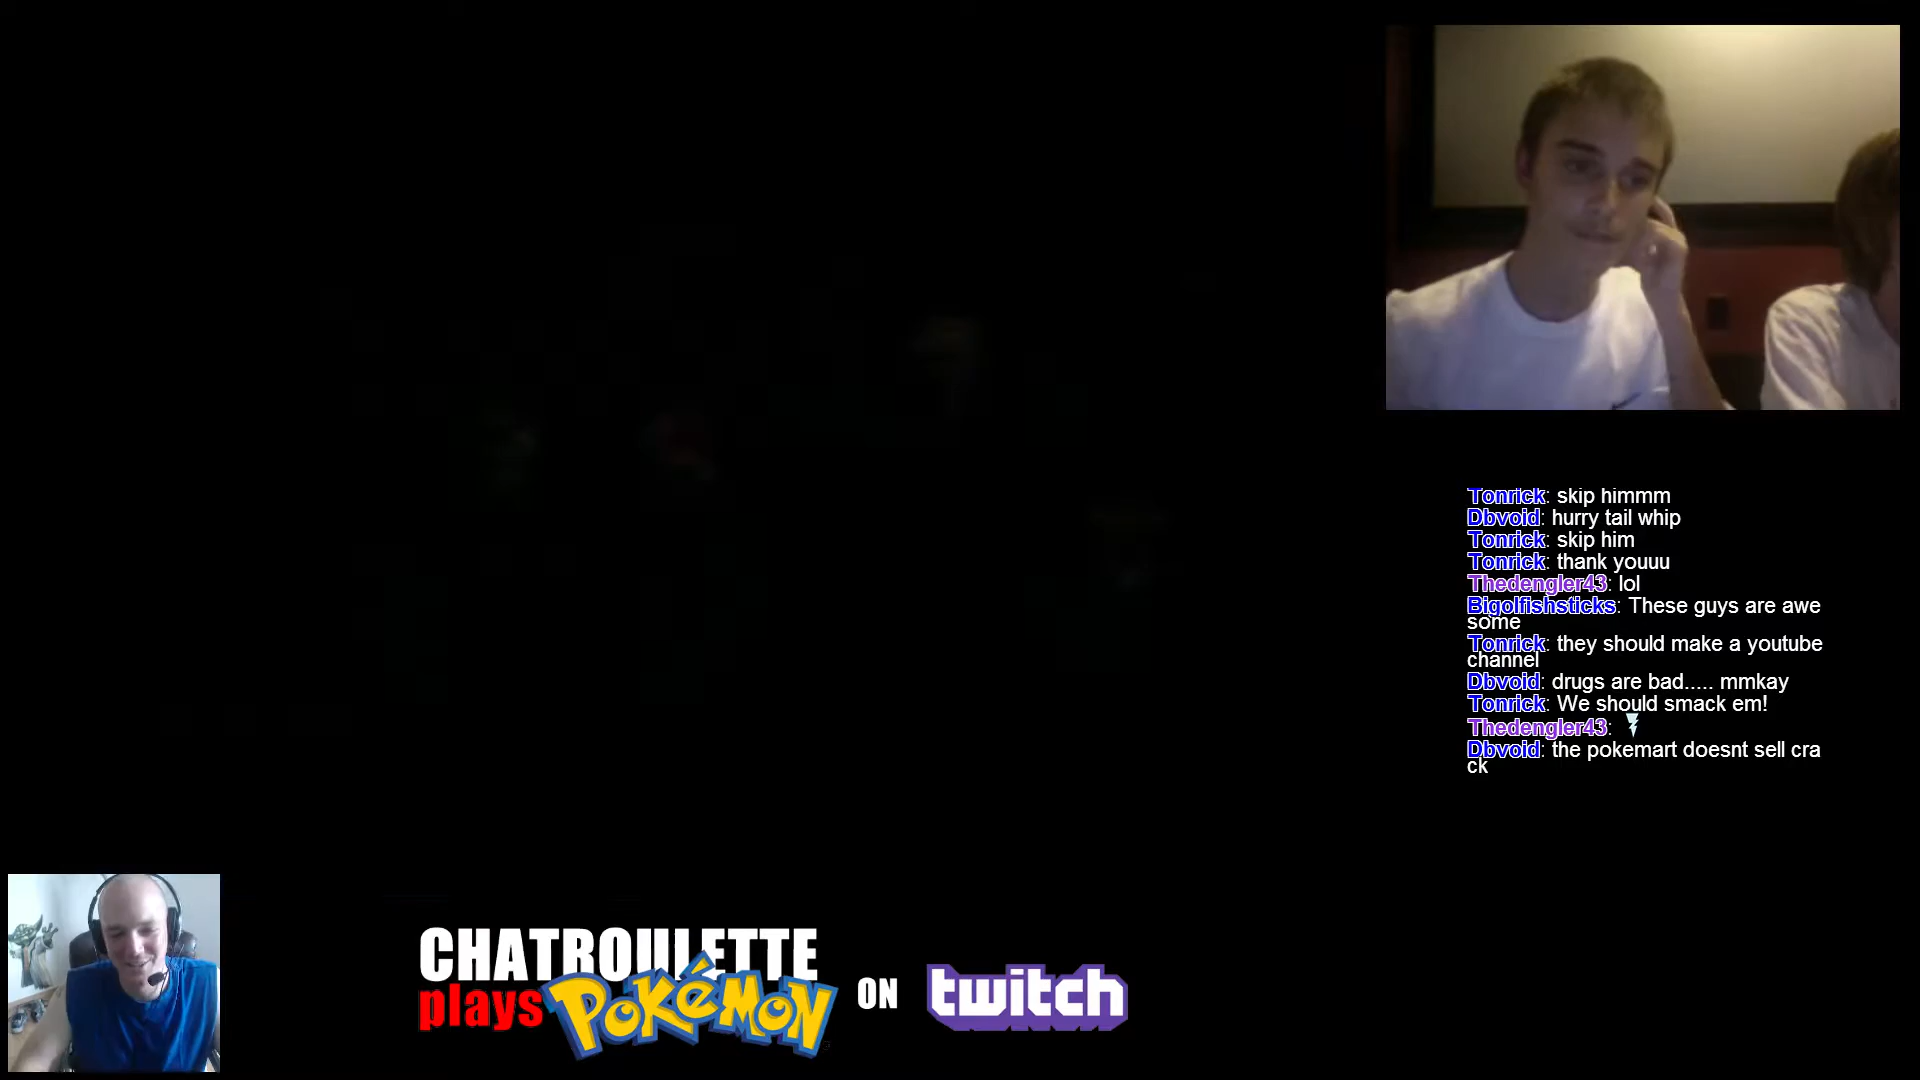 Tonrick: skip himmm
Dbvoid: hurry tail whip
Tonrick: skip him
Tonrick: thank youuu
Thedengler43: lol
Bigolfishsticks: These guys are awe
some
Tonrick: they should make a youtube
channel
Dbvoid: drugs are bad..... mmkay
Tonrick: We should smack em!
Thedengler43:
Dbvoid: the pokemart doesnt sell cra
ck
CHATROULETTE
plays POKéMON ON twitch